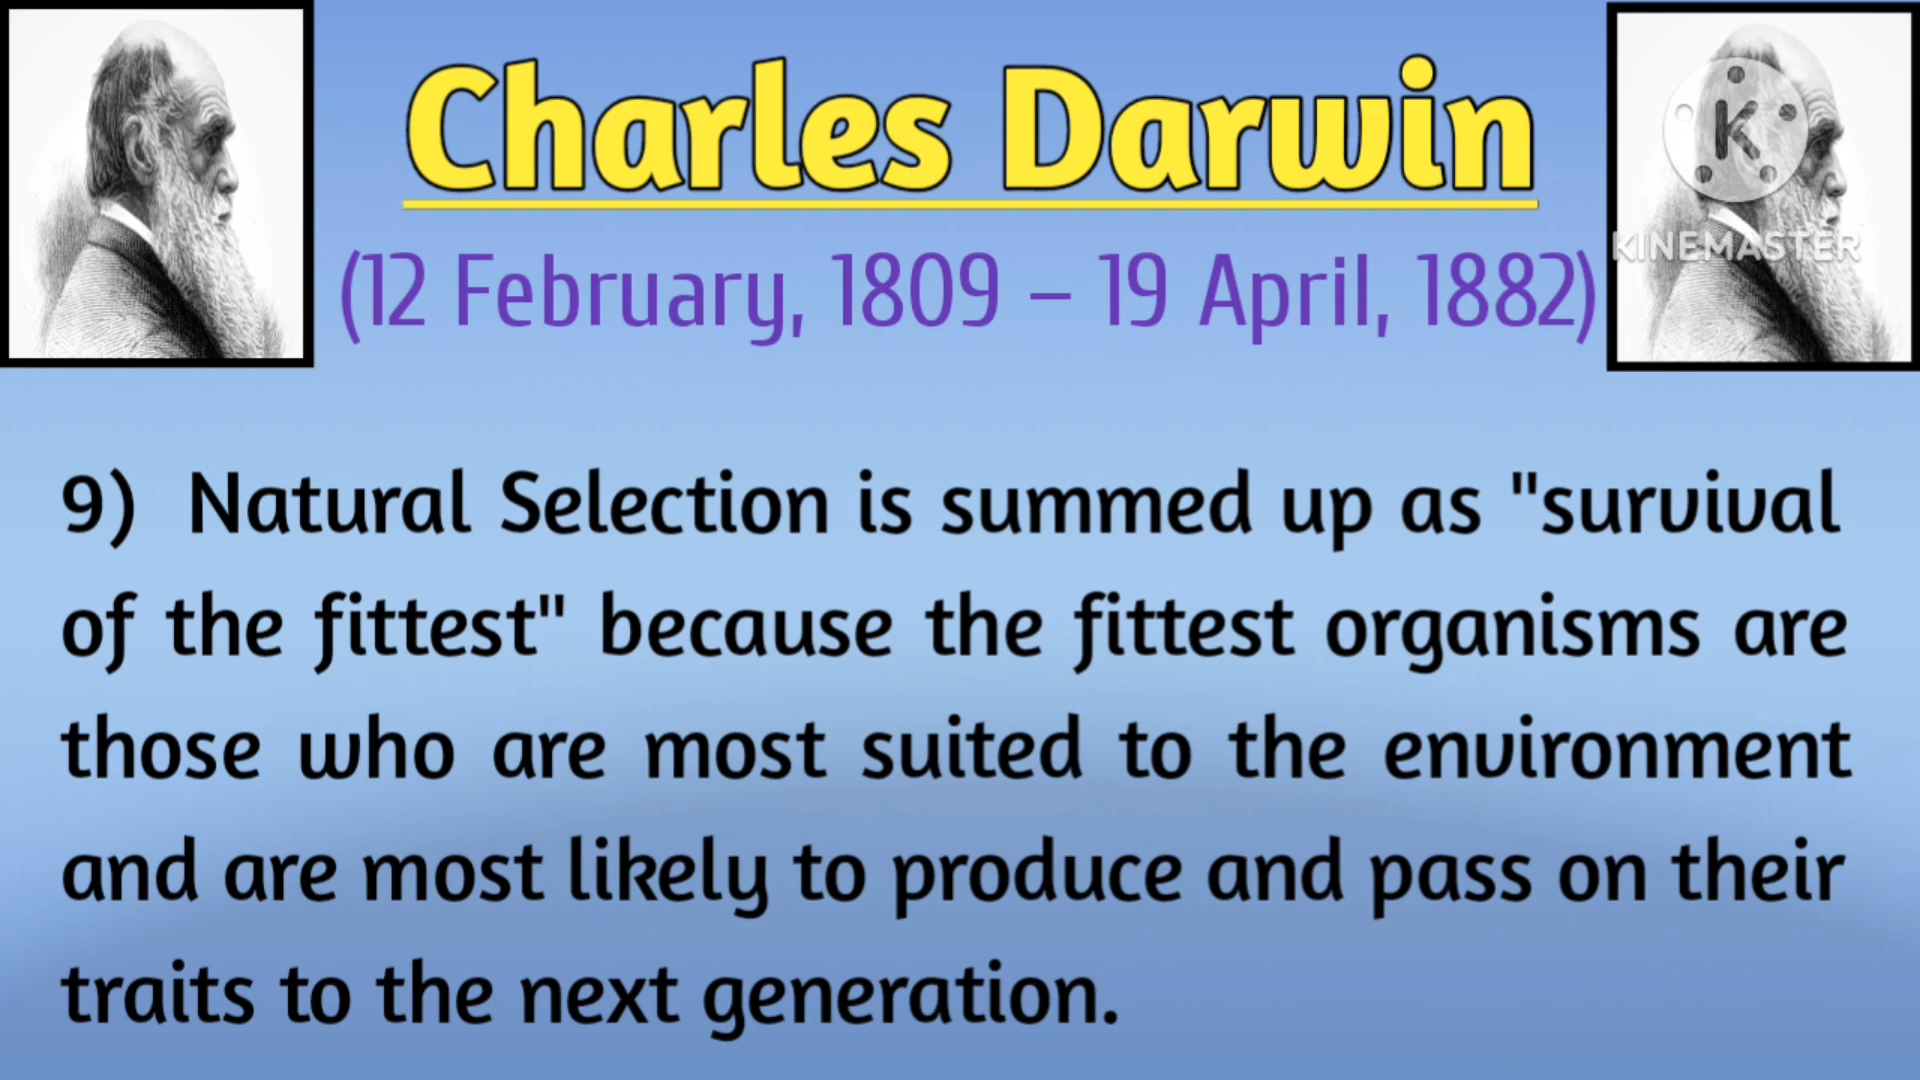 Charles Darwin
(12 February, 1809 – 19 April, 1882)
K
KINEMASTER
9) Natural Selection is summed up as "survival
of the fittest" because the fittest organisms are
those who are most suited to the environment
and are most likely to produce and pass on their
traits to the next generation.